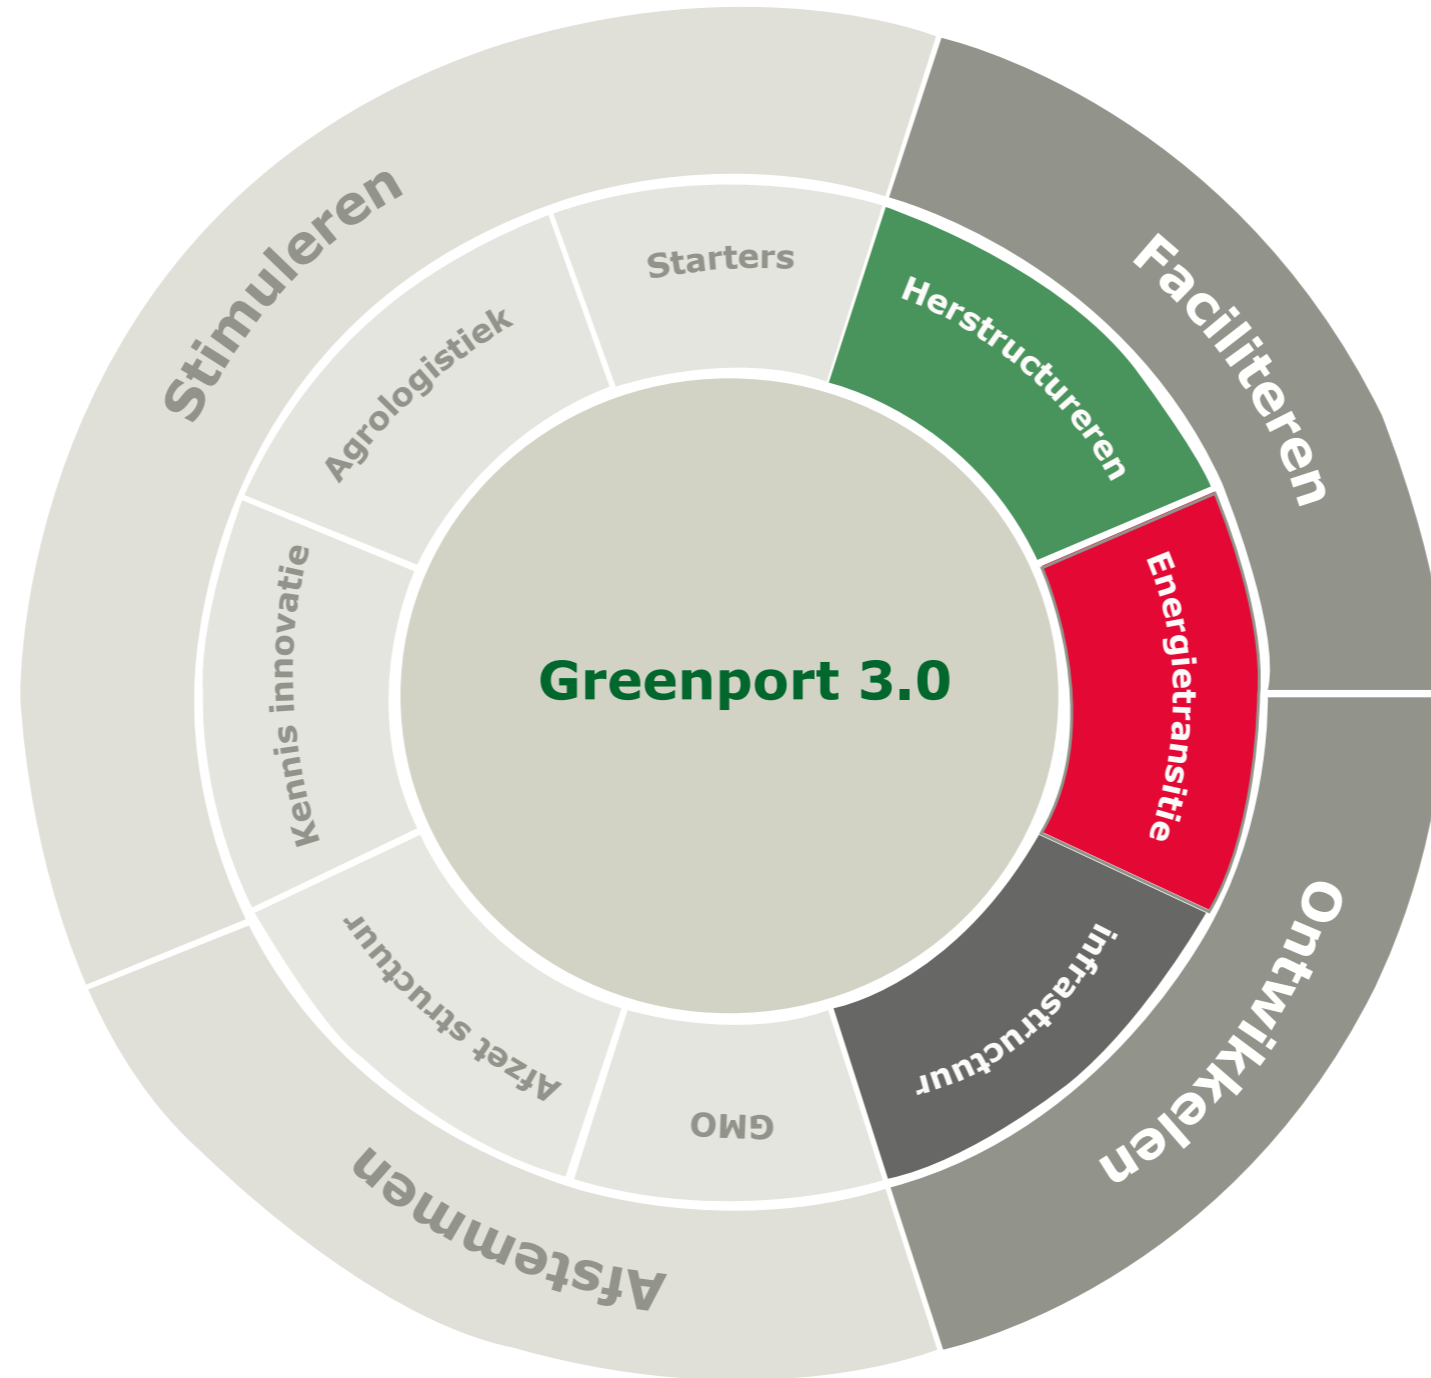 Stimuleren
Faciliteren
Ontwikkelen
Afstemmen
Starters
Herstructureren
Energietransitie
infrastructuur
GMO
Afzet structuur
Kennis innovatie
Agrologistiek
Greenport 3.0